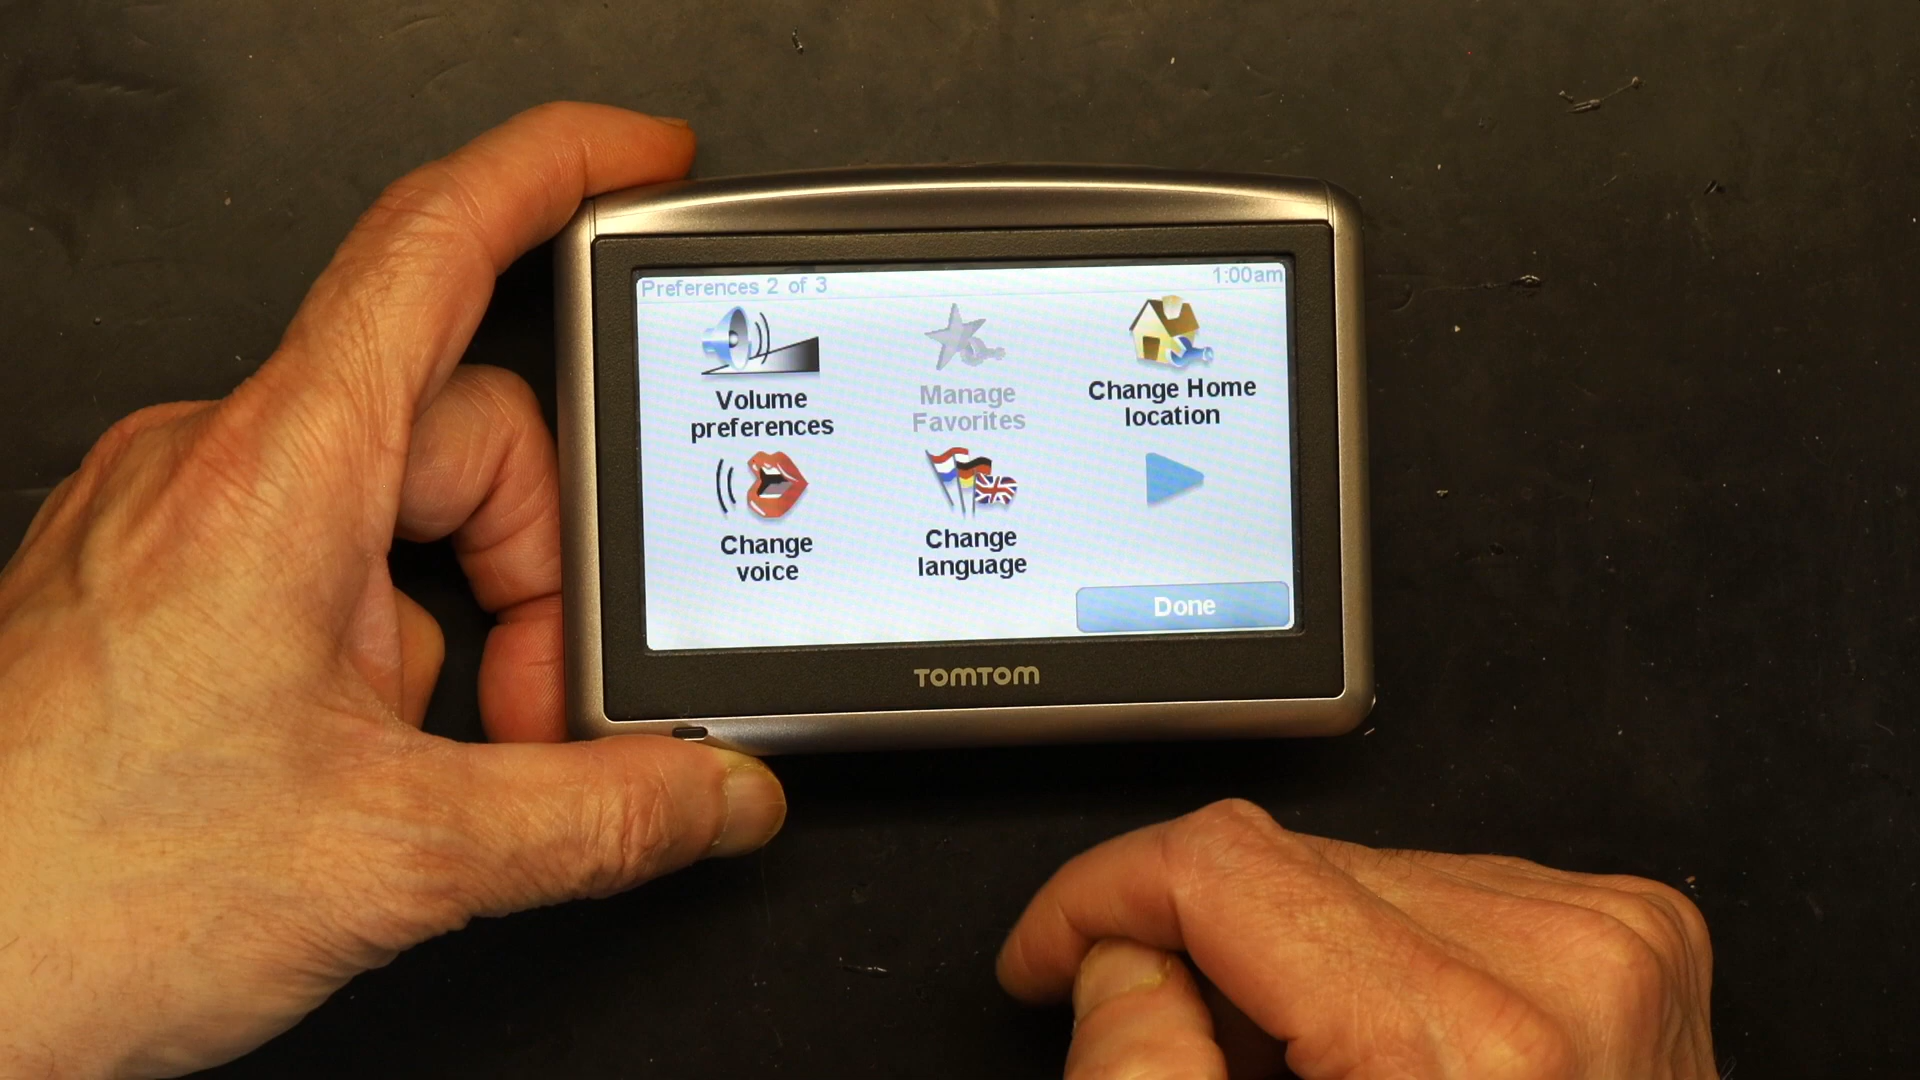 Preferences 2 of 3
1:00am
Volume
preferences
Manage
Favorites
Change Home
location
Change
voice
Change
language
Done
TOMTOM